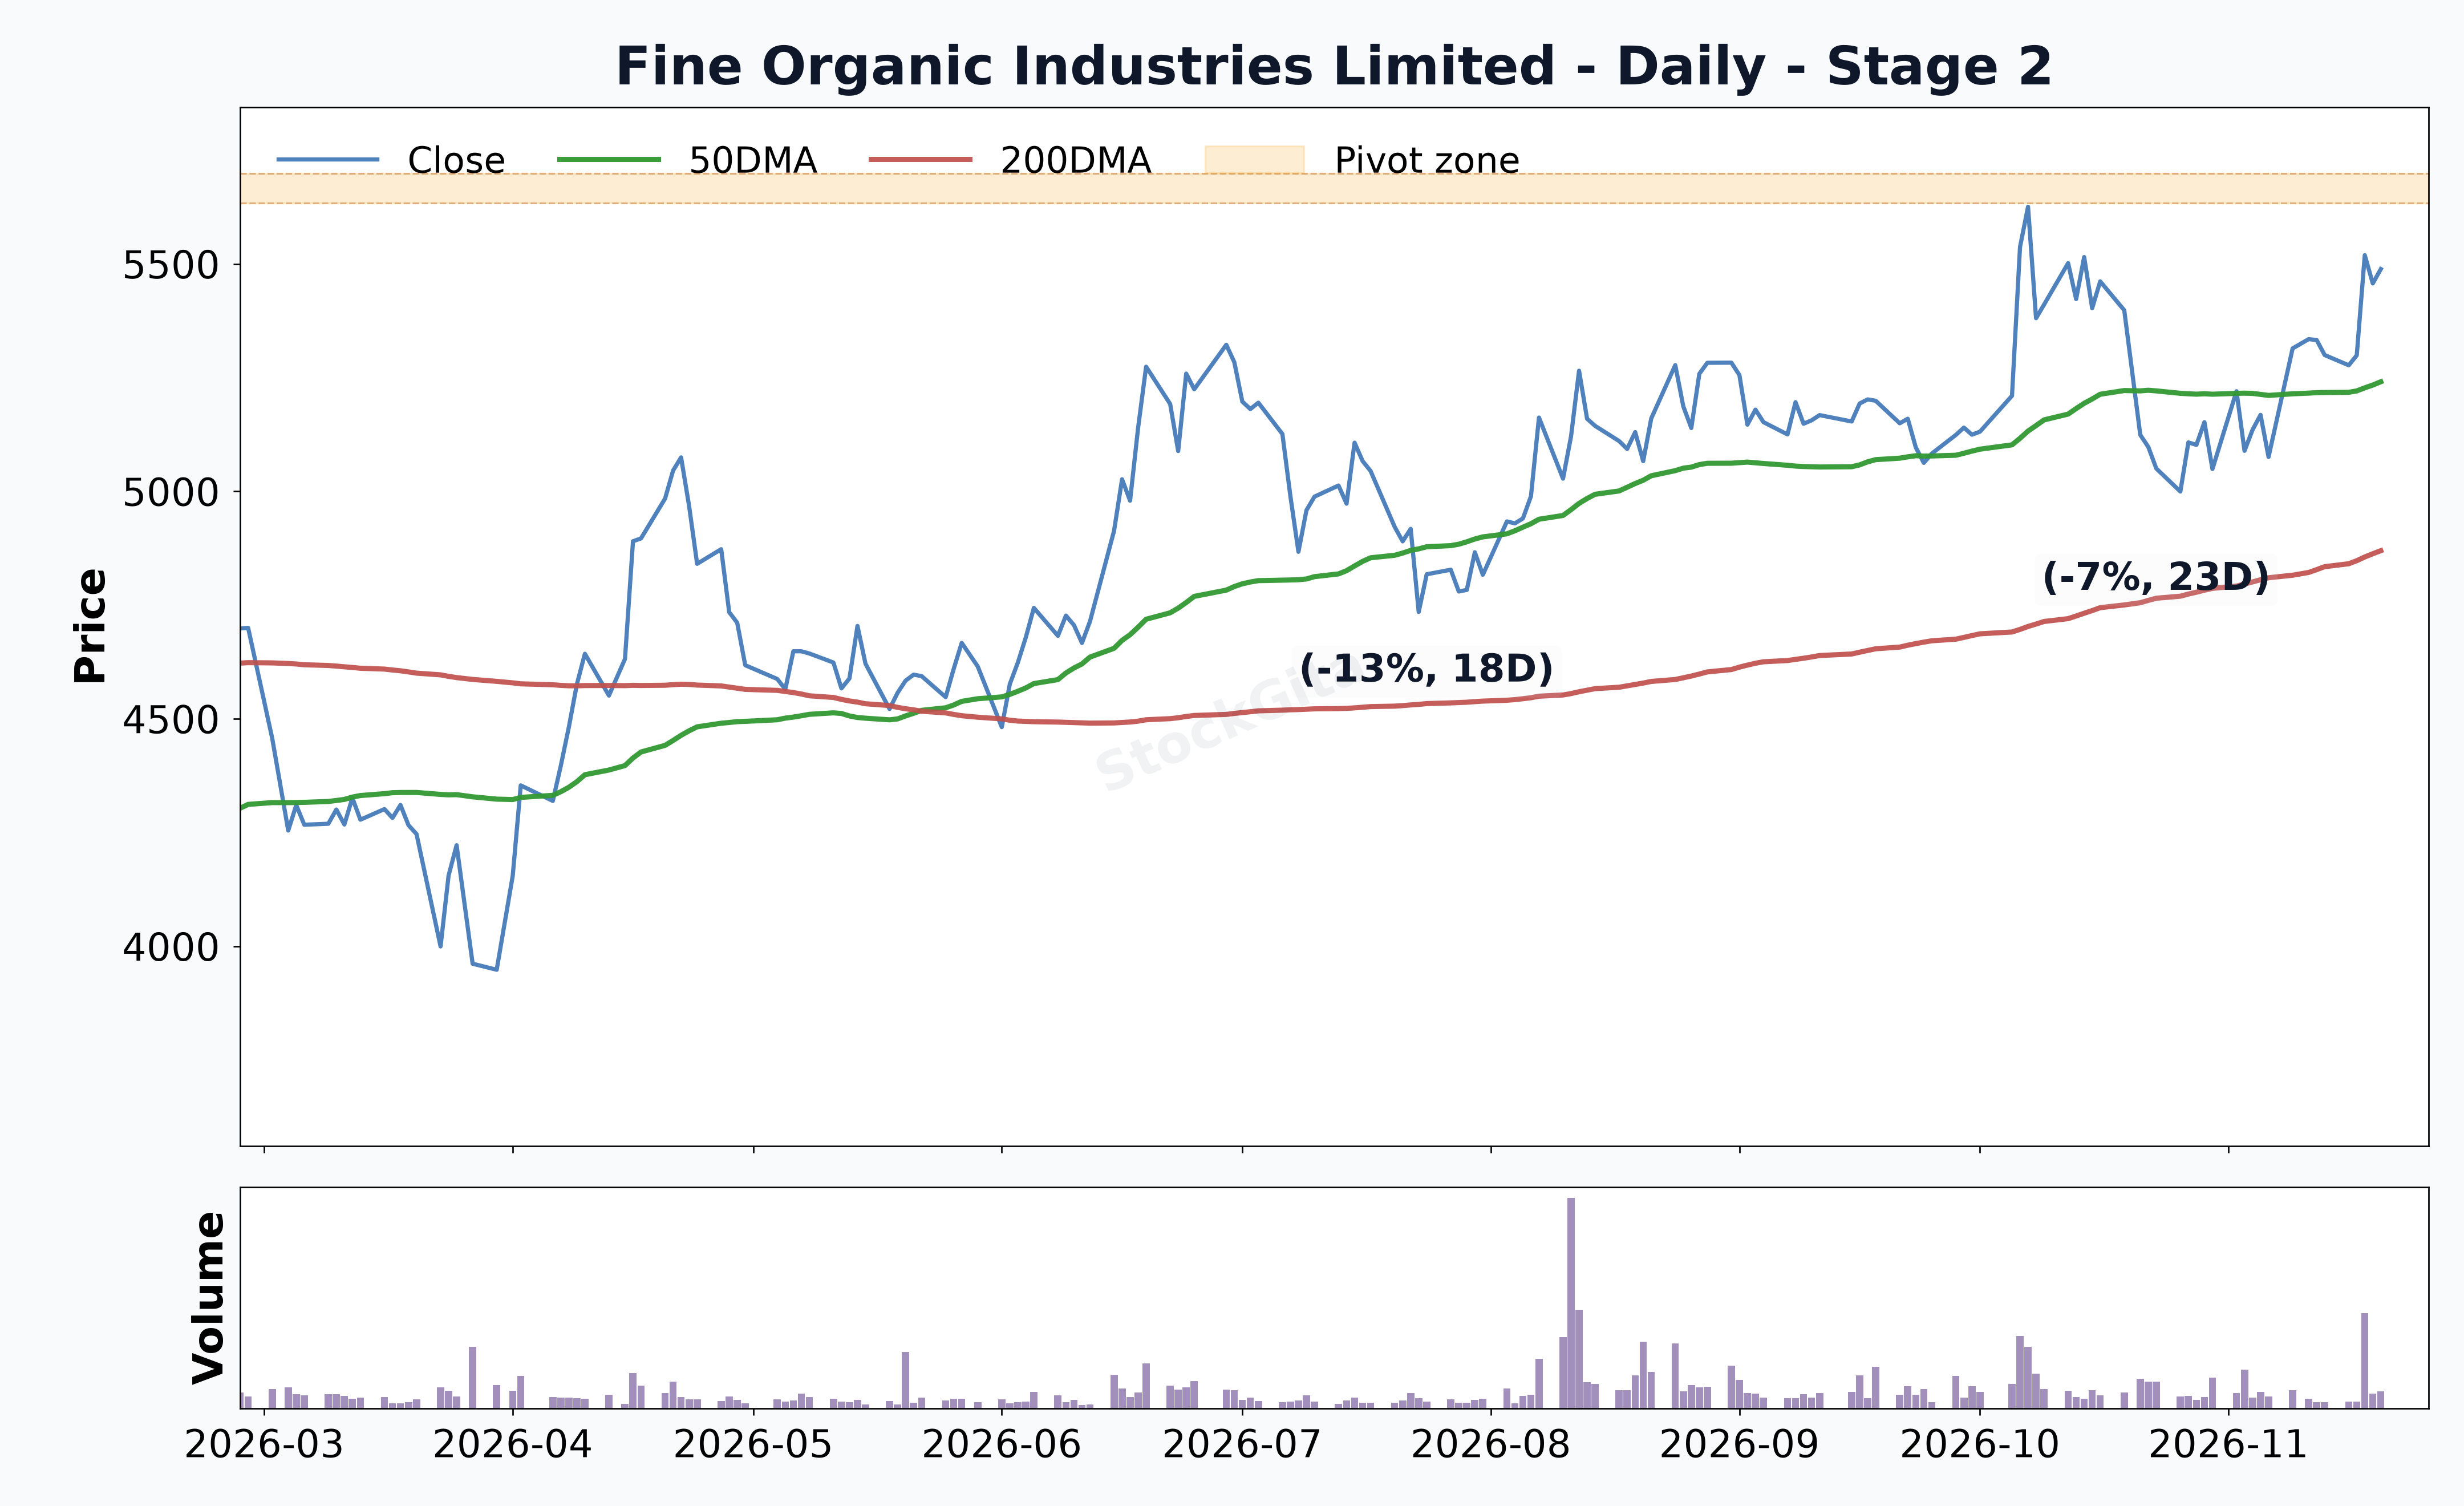 Fine Organic Industries Limited - Daily - Stage 2
Close 50DMA 200DMA Pivot zone
5500
5000
4500
4000
Price
(-7%, 23D)
(-13%, 18D)
Volume
2026-03 2026-04 2026-05 2026-06 2026-07 2026-08 2026-09 2026-10 2026-11